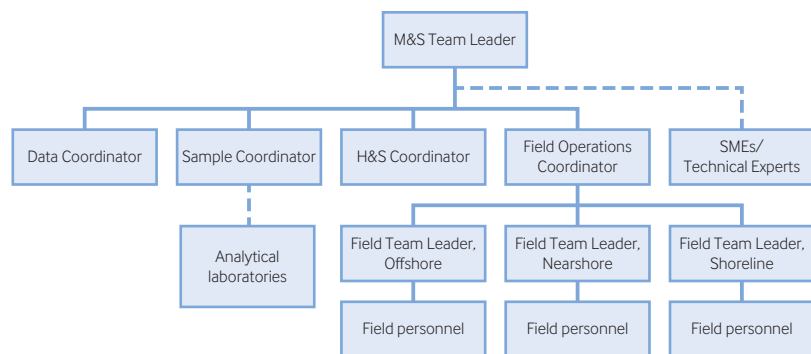 M&S Team Leader
Data Coordinator
Sample Coordinator
H&S Coordinator
Field Operations
Coordinator
SMEs/
Technical Experts
Analytical
laboratories
Field Team Leader,
Offshore
Field Team Leader,
Nearshore
Field Team Leader,
Shoreline
Field personnel
Field personnel
Field personnel